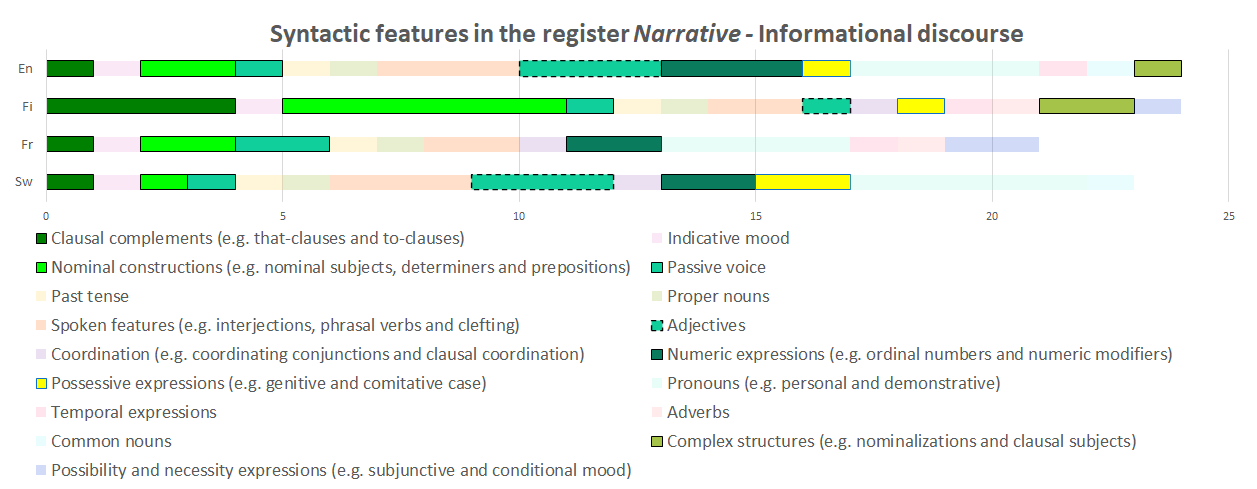 Syntactic features in the register Narrative - Informational discourse
En
Fi
Fr
Sw
0 5 10 15 20 25
Clausal complements (e.g. that-clauses and to-clauses) Indicative mood
Nominal constructions (e.g. nominal subjects, determiners and prepositions) Passive voice
Past tense Proper nouns
Spoken features (e.g. interjections, phrasal verbs and clefting) Adjectives
Coordination (e.g. coordinating conjunctions and clausal coordination) Numeric expressions (e.g. ordinal numbers and numeric modifiers)
Possessive expressions (e.g. genitive and comitative case) Pronouns (e.g. personal and demonstrative)
Temporal expressions Adverbs
Common nouns Complex structures (e.g. nominalizations and clausal subjects)
Possibility and necessity expressions (e.g. subjunctive and conditional mood)